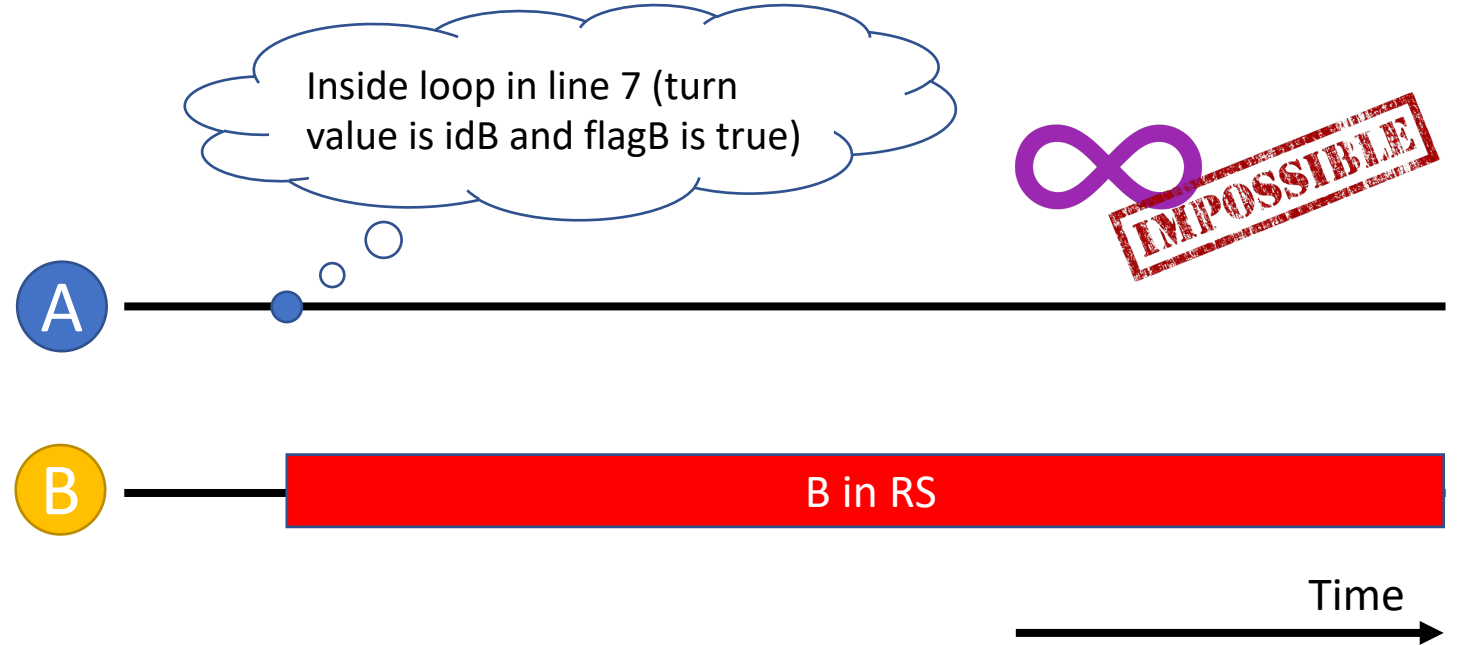 Inside loop in line 7 (turn
value is idB and flagB is true)
IMPOSSIBLE
A
B
B in RS
Time